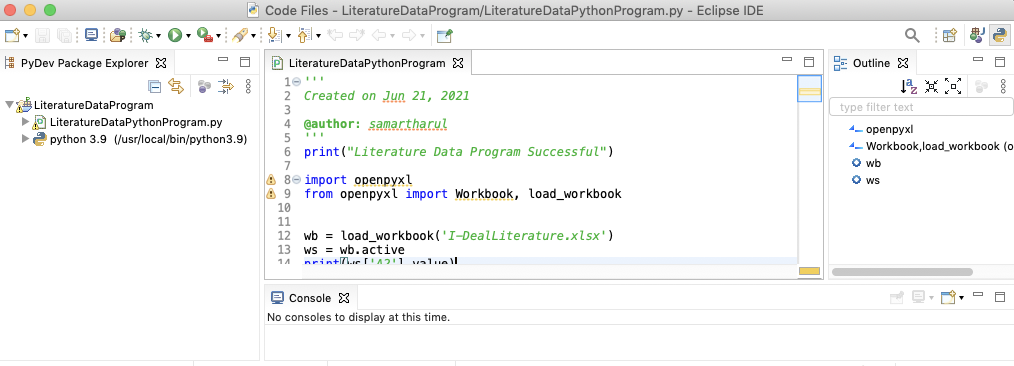 Code Files - LiteratureDataProgram/LiteratureDataPythonProgram.py - Eclipse IDE
PyDev Package Explorer
LiteratureDataProgram
LiteratureDataPythonProgram.py
python 3.9 (/usr/local/bin/python3.9)
LiteratureDataPythonProgram
1 '''
2 Created on Jun 21, 2021
3
4 @author: samartharul
5 '''
6 print("Literature Data Program Successful")
7
8 import openpyxl
9 from openpyxl import Workbook, load_workbook
10
11
12 wb = load_workbook('I-DealLiterature.xlsx')
13 ws = wb.active
14 print(ws['A2'].value)
Outline
type filter text
openpyxl
Workbook,load_workbook (o
wb
ws
Console
No consoles to display at this time.